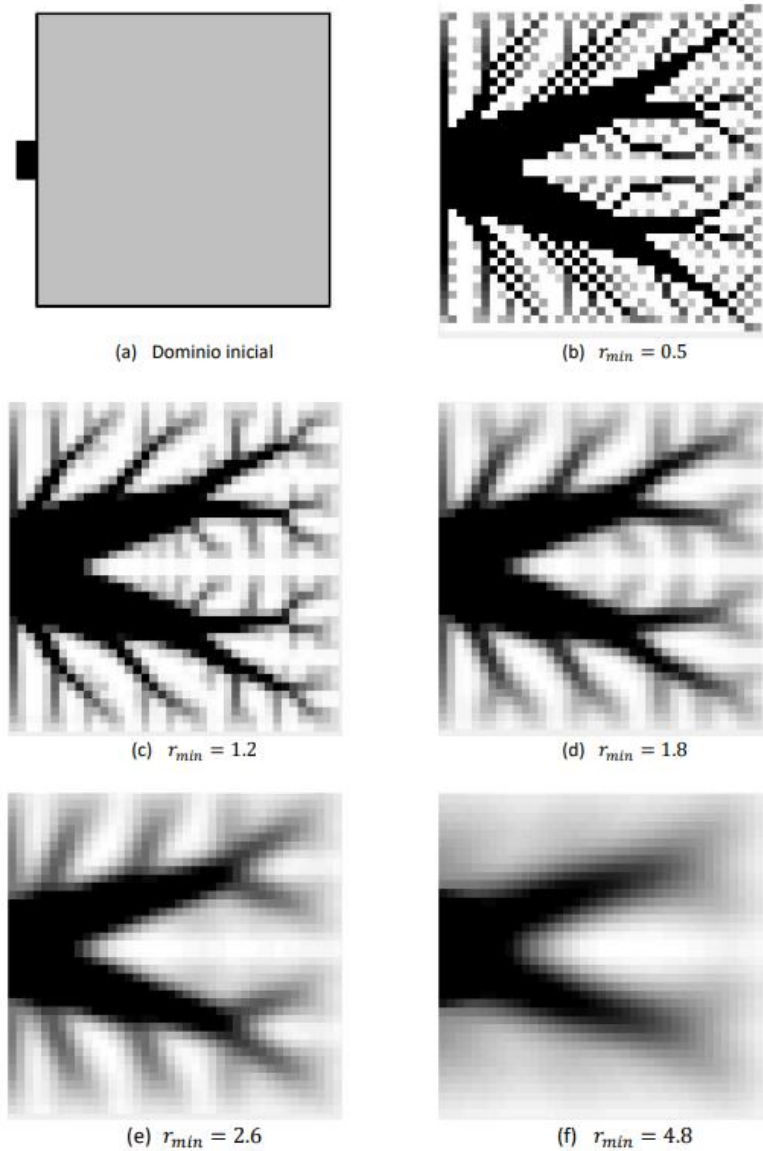 (a) Dominio inicial
(b) r_min = 0.5
(c) r_min = 1.2
(d) r_min = 1.8
(e) r_min = 2.6
(f) r_min = 4.8